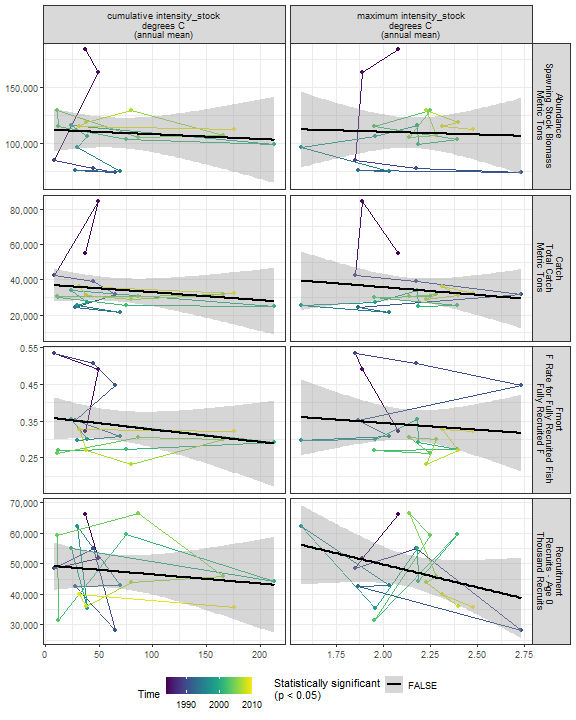 cumulative intensity_stock
degrees C
(annual mean)
maximum intensity_stock
degrees C
(annual mean)
150,000
100,000
Abundance
Spawning Stock Biomass
Metric Tons
80,000
60,000
40,000
20,000
Catch
Total Catch
Metric Tons
0.55
0.45
0.35
0.25
Fmort
F Rate for Fully Recruited Fish
Fully Recruited F
70,000
60,000
50,000
40,000
30,000
Recruitment
Recruits - Age 0
Thousand Recruits
0 50 100 150 200
1.75 2.00 2.25 2.50 2.75
Time
1990 2000 2010
Statistically significant
(p < 0.05)
FALSE